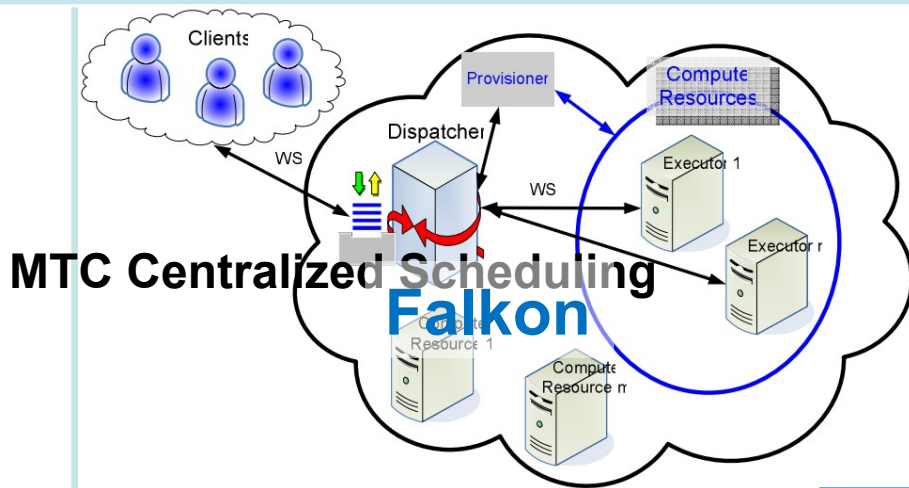 Clients
Provisioner
Compute
Resources
Dispatcher
WS
Executor 1
WS
Executor r
MTC Centralized Scheduling
Falkon
Compute
Resource 1
Compute
Resource m